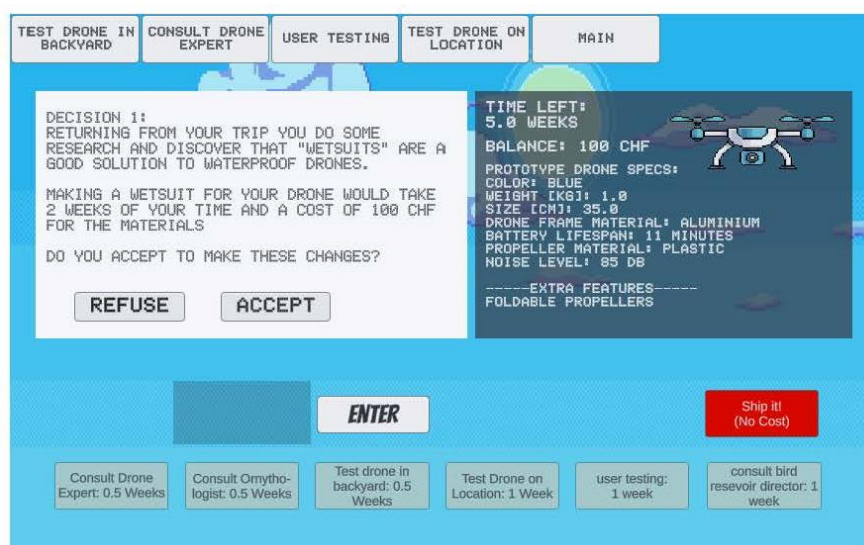 TEST DRONE IN
BACKYARD
CONSULT DRONE
EXPERT
USER TESTING
TEST DRONE ON
LOCATION
MAIN
DECISION 1:
RETURNING FROM YOUR TRIP YOU DO SOME
RESEARCH AND DISCOVER THAT "WETSUITS" ARE A
GOOD SOLUTION TO WATERPROOF DRONES.
MAKING A WETSUIT FOR YOUR DRONE WOULD TAKE
2 WEEKS OF YOUR TIME AND A COST OF 100 CHF
FOR THE MATERIALS
DO YOU ACCEPT TO MAKE THESE CHANGES?
REFUSE
ACCEPT
TIME LEFT:
5.0 WEEKS
BALANCE: 100 CHF
PROTOTYPE DRONE SPECS:
COLOR: BLUE
WEIGHT [KG]: 1.0
SIZE [CM]: 35.0
DRONE FRAME MATERIAL: ALUMINIUM
BATTERY LIFESPAN: 11 MINUTES
PROPELLER MATERIAL: PLASTIC
NOISE LEVEL: 85 DB
-----EXTRA FEATURES-----
FOLDABLE PROPELLERS
ENTER
Ship it!
(No Cost)
Consult Drone
Expert: 0.5 Weeks
Consult Ornytho-
logist: 0.5 Weeks
Test drone in
backyard: 0.5
Weeks
Test Drone on
Location: 1 Week
user testing:
1 week
consult bird
resevoir director: 1
week